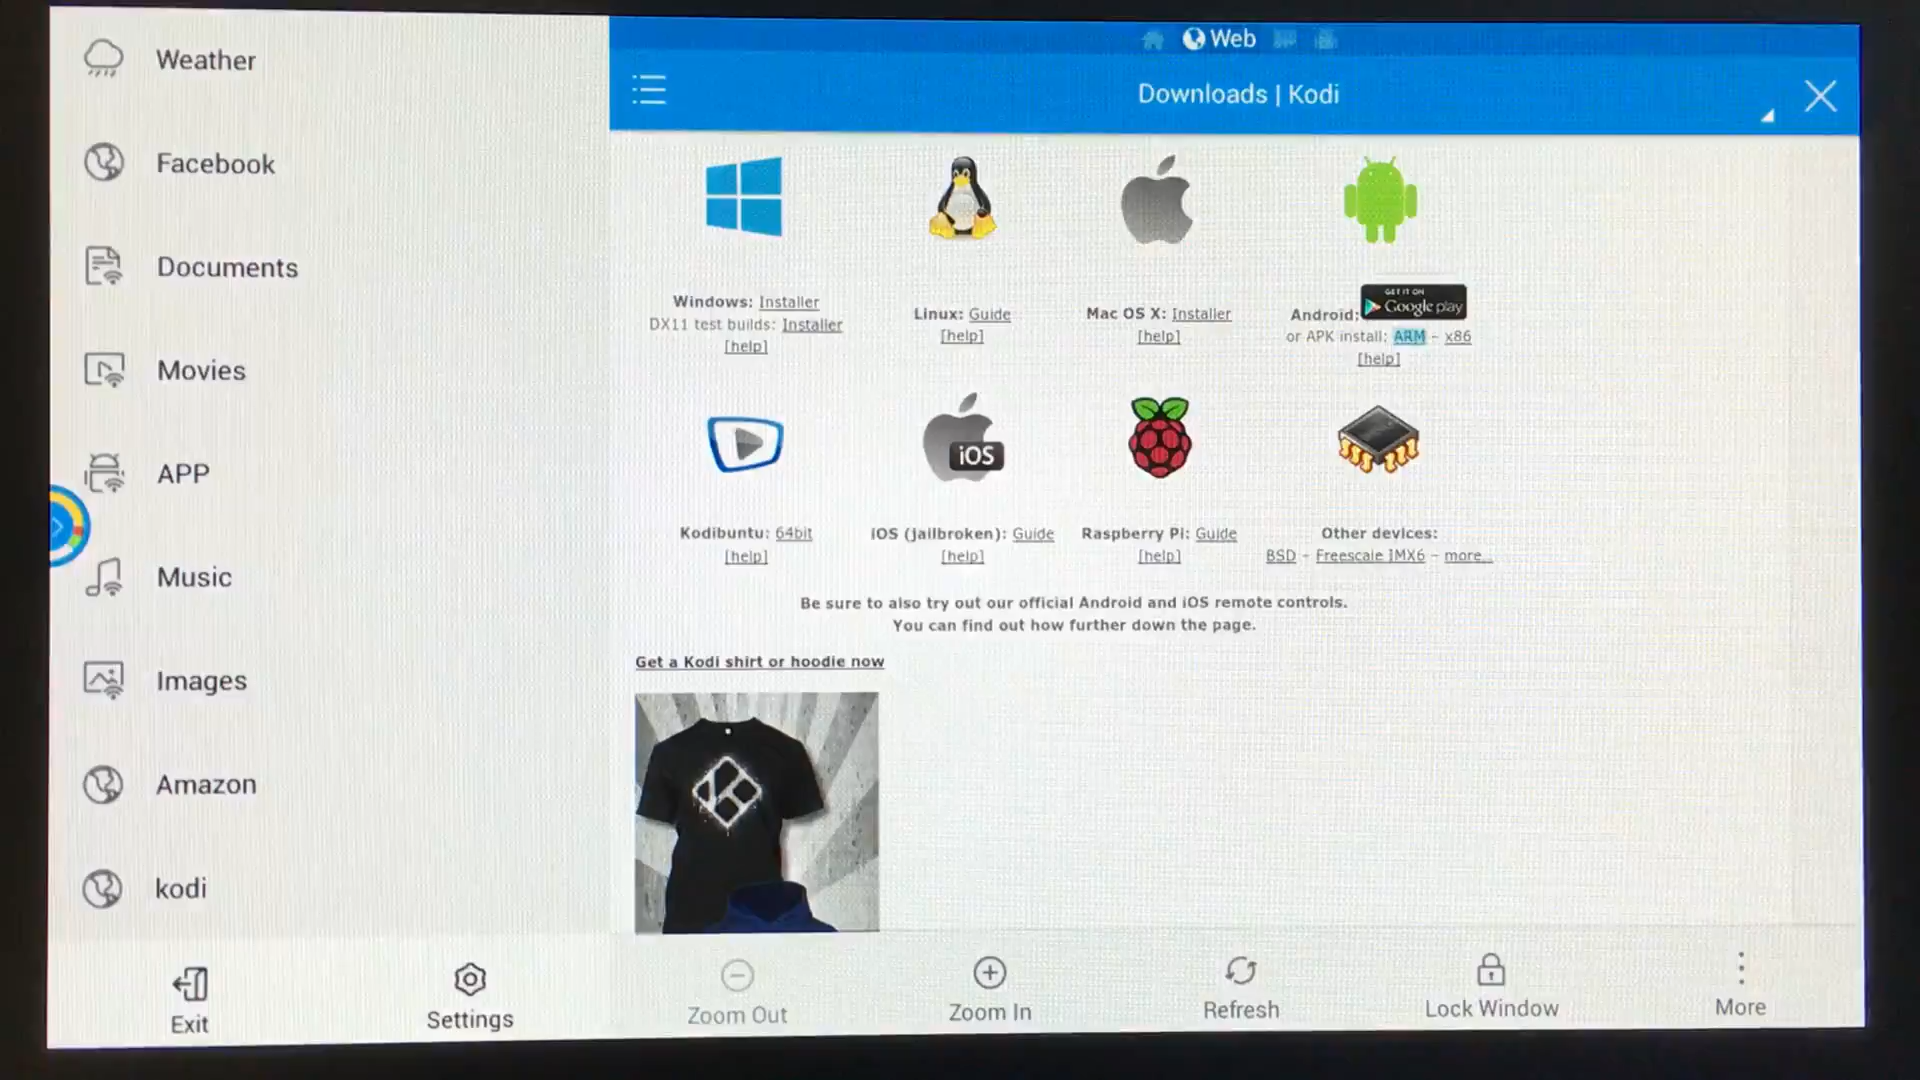 Weather
Facebook
Documents
Movies
APP
Music
Images
Amazon
kodi
Exit
Settings
Web
Downloads | Kodi
Windows: Installer
DX11 test builds: Installer
[help]
Linux: Guide
[help]
Mac OS X: Installer
[help]
Android: GET IT ON Google play
or APK install: ARM - x86
[help]
Kodibuntu: 64bit
[help]
iOS
iOS (jailbroken): Guide
[help]
Raspberry Pi: Guide
[help]
Other devices:
BSD - Freescale IMX6 - more...
Be sure to also try out our official Android and iOS remote controls.
You can find out how further down the page.
Get a Kodi shirt or hoodie now
Zoom Out
Zoom In
Refresh
Lock Window
More